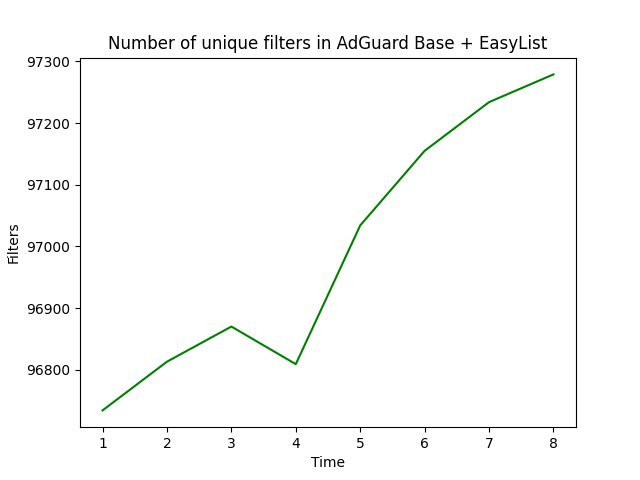 Number of unique filters in AdGuard Base + EasyList
97300
97200
97100
97000
96900
96800
Filters
1 2 3 4 5 6 7 8
Time